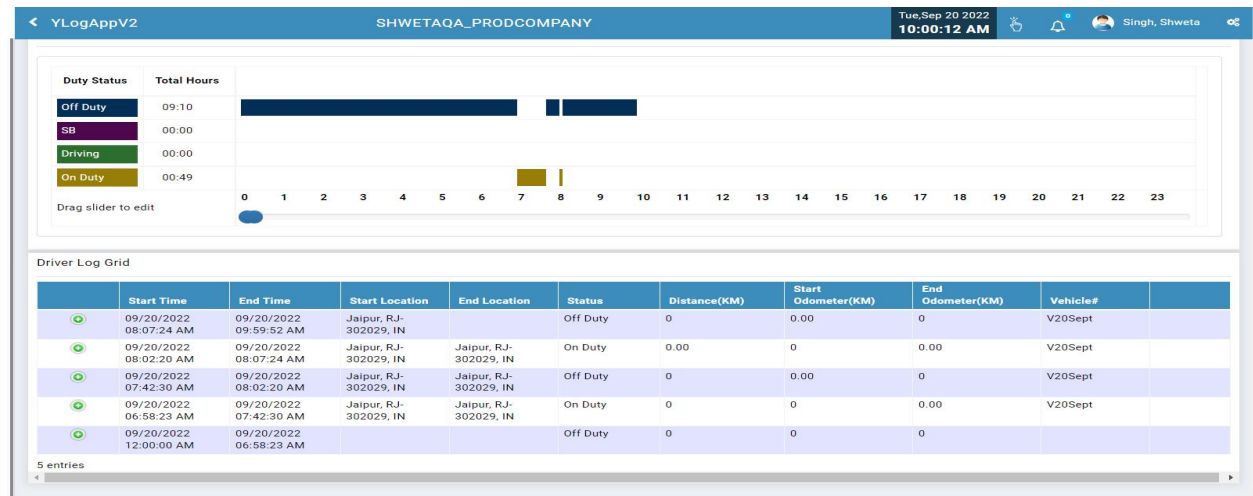 YLogAppV2 SHWETAQA_PRODCOMPANY Tue,Sep 20 2022
10:00:12 AM Singh, Shweta
Duty Status Total Hours
Off Duty 09:10
SB 00:00
Driving 00:00
On Duty 00:49
0 1 2 3 4 5 6 7 8 9 10 11 12 13 14 15 16 17 18 19 20 21 22 23
Drag slider to edit
Driver Log Grid
Start Time End Time Start Location End Location Status Distance(KM) Start Odometer(KM) End Odometer(KM) Vehicle#
09/20/2022 09/20/2022 Jaipur, RJ- Off Duty 0 0.00 0 V20Sept
08:07:24 AM 09:59:52 AM 302029, IN
09/20/2022 09/20/2022 Jaipur, RJ- Jaipur, RJ- On Duty 0.00 0 0.00 V20Sept
08:02:20 AM 08:07:24 AM 302029, IN 302029, IN
09/20/2022 09/20/2022 Jaipur, RJ- Jaipur, RJ- Off Duty 0 0.00 0 V20Sept
07:42:30 AM 08:02:20 AM 302029, IN 302029, IN
09/20/2022 09/20/2022 Jaipur, RJ- Jaipur, RJ- On Duty 0 0 0.00 V20Sept
06:58:23 AM 07:42:30 AM 302029, IN 302029, IN
09/20/2022 09/20/2022 Off Duty 0 0 0
12:00:00 AM 06:58:23 AM
5 entries